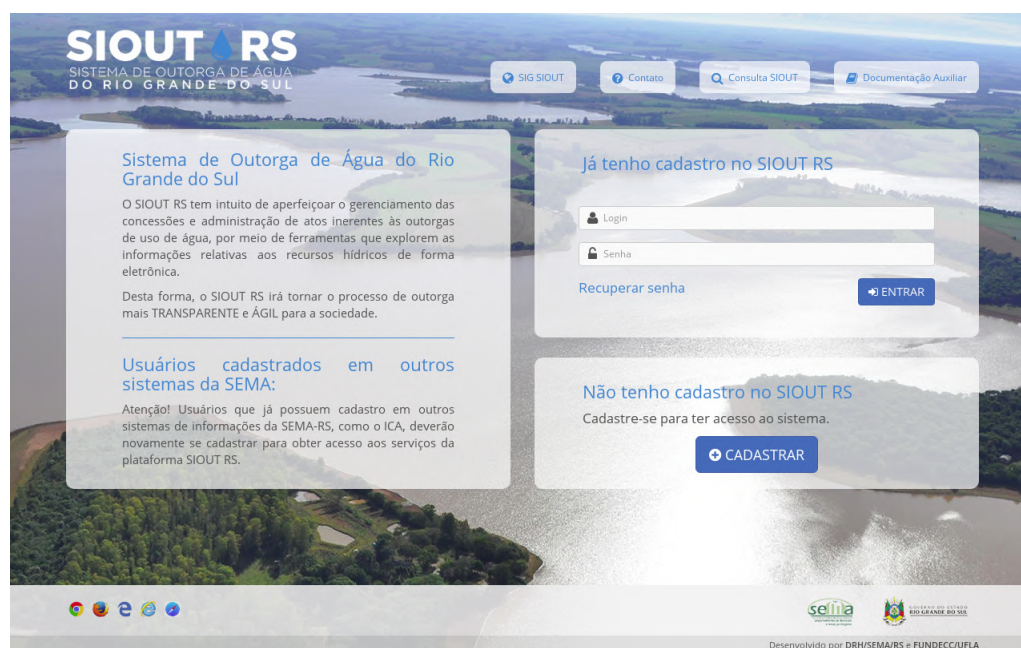 SIOUT RS
SISTEMA DE OUTORGA DE ÁGUA
DO RIO GRANDE DO SUL
SIG SIOUT
Contato
Consulta SIOUT
Documentação Auxiliar
Sistema de Outorga de Água do Rio
Grande do Sul
O SIOUT RS tem intuito de aperfeiçoar o gerenciamento das
concessões e administração de atos inerentes às outorgas
de uso de água, por meio de ferramentas que explorem as
informações relativas aos recursos hídricos de forma
eletrônica.
Desta forma, o SIOUT RS irá tornar o processo de outorga
mais TRANSPARENTE e ÁGIL para a sociedade.
Usuários cadastrados em outros
sistemas da SEMA:
Atenção! Usuários que já possuem cadastro em outros
sistemas de informações da SEMA-RS, como o ICA, deverão
novamente se cadastrar para obter acesso aos serviços da
plataforma SIOUT RS.
Já tenho cadastro no SIOUT RS
Login
Senha
Recuperar senha
ENTRAR
Não tenho cadastro no SIOUT RS
Cadastre-se para ter acesso ao sistema.
CADASTRAR
sema
GOVERNO DO ESTADO
RIO GRANDE DO SUL
Desenvolvido por DRH/SEMA/RS e FUNDECC/UFLA